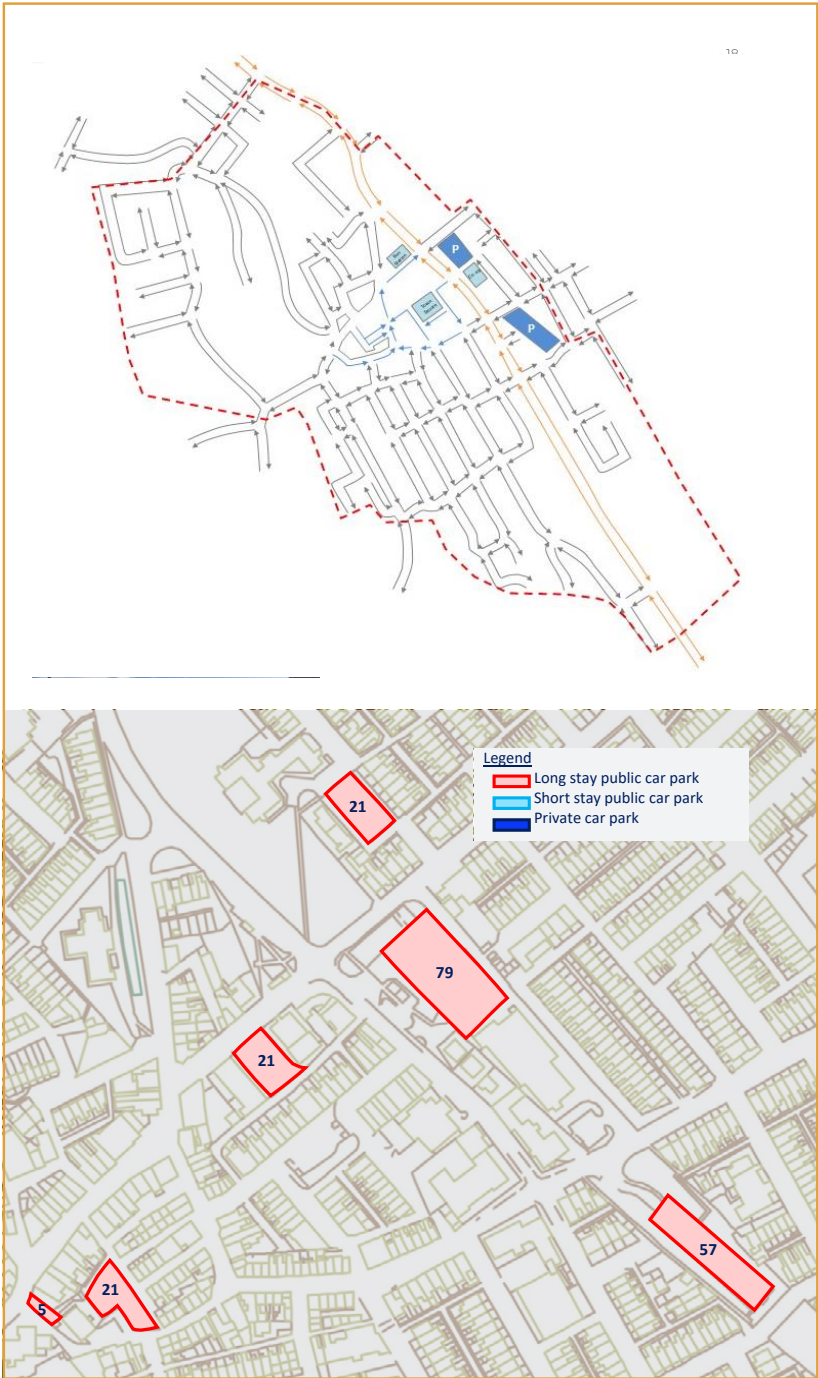 P
P
Legend
Long stay public car park
Short stay public car park
Private car park
21
79
21
57
21
5